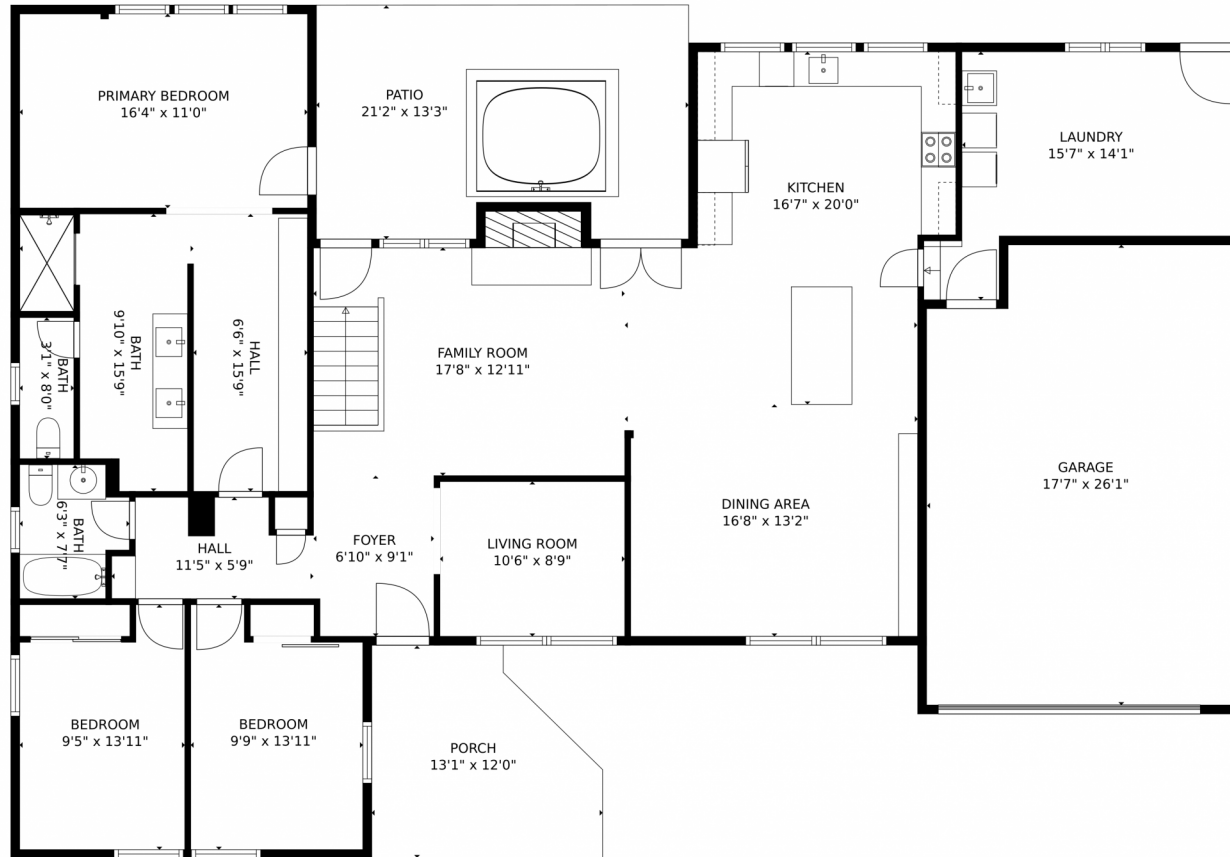 PRIMARY BEDROOM
16'4" x 11'0"
PATIO
21'2" x 13'3"
KITCHEN
16'7" x 20'0"
LAUNDRY
15'7" x 14'1"
BATH
9'10" x 15'9"
HALL
6'6" x 15'9"
BATH
3'1" x 8'0"
FAMILY ROOM
17'8" x 12'11"
BATH
6'3" x 7'7"
HALL
11'5" x 5'9"
FOYER
6'10" x 9'1"
LIVING ROOM
10'6" x 8'9"
DINING AREA
16'8" x 13'2"
GARAGE
17'7" x 26'1"
BEDROOM
9'5" x 13'11"
BEDROOM
9'9" x 13'11"
PORCH
13'1" x 12'0"